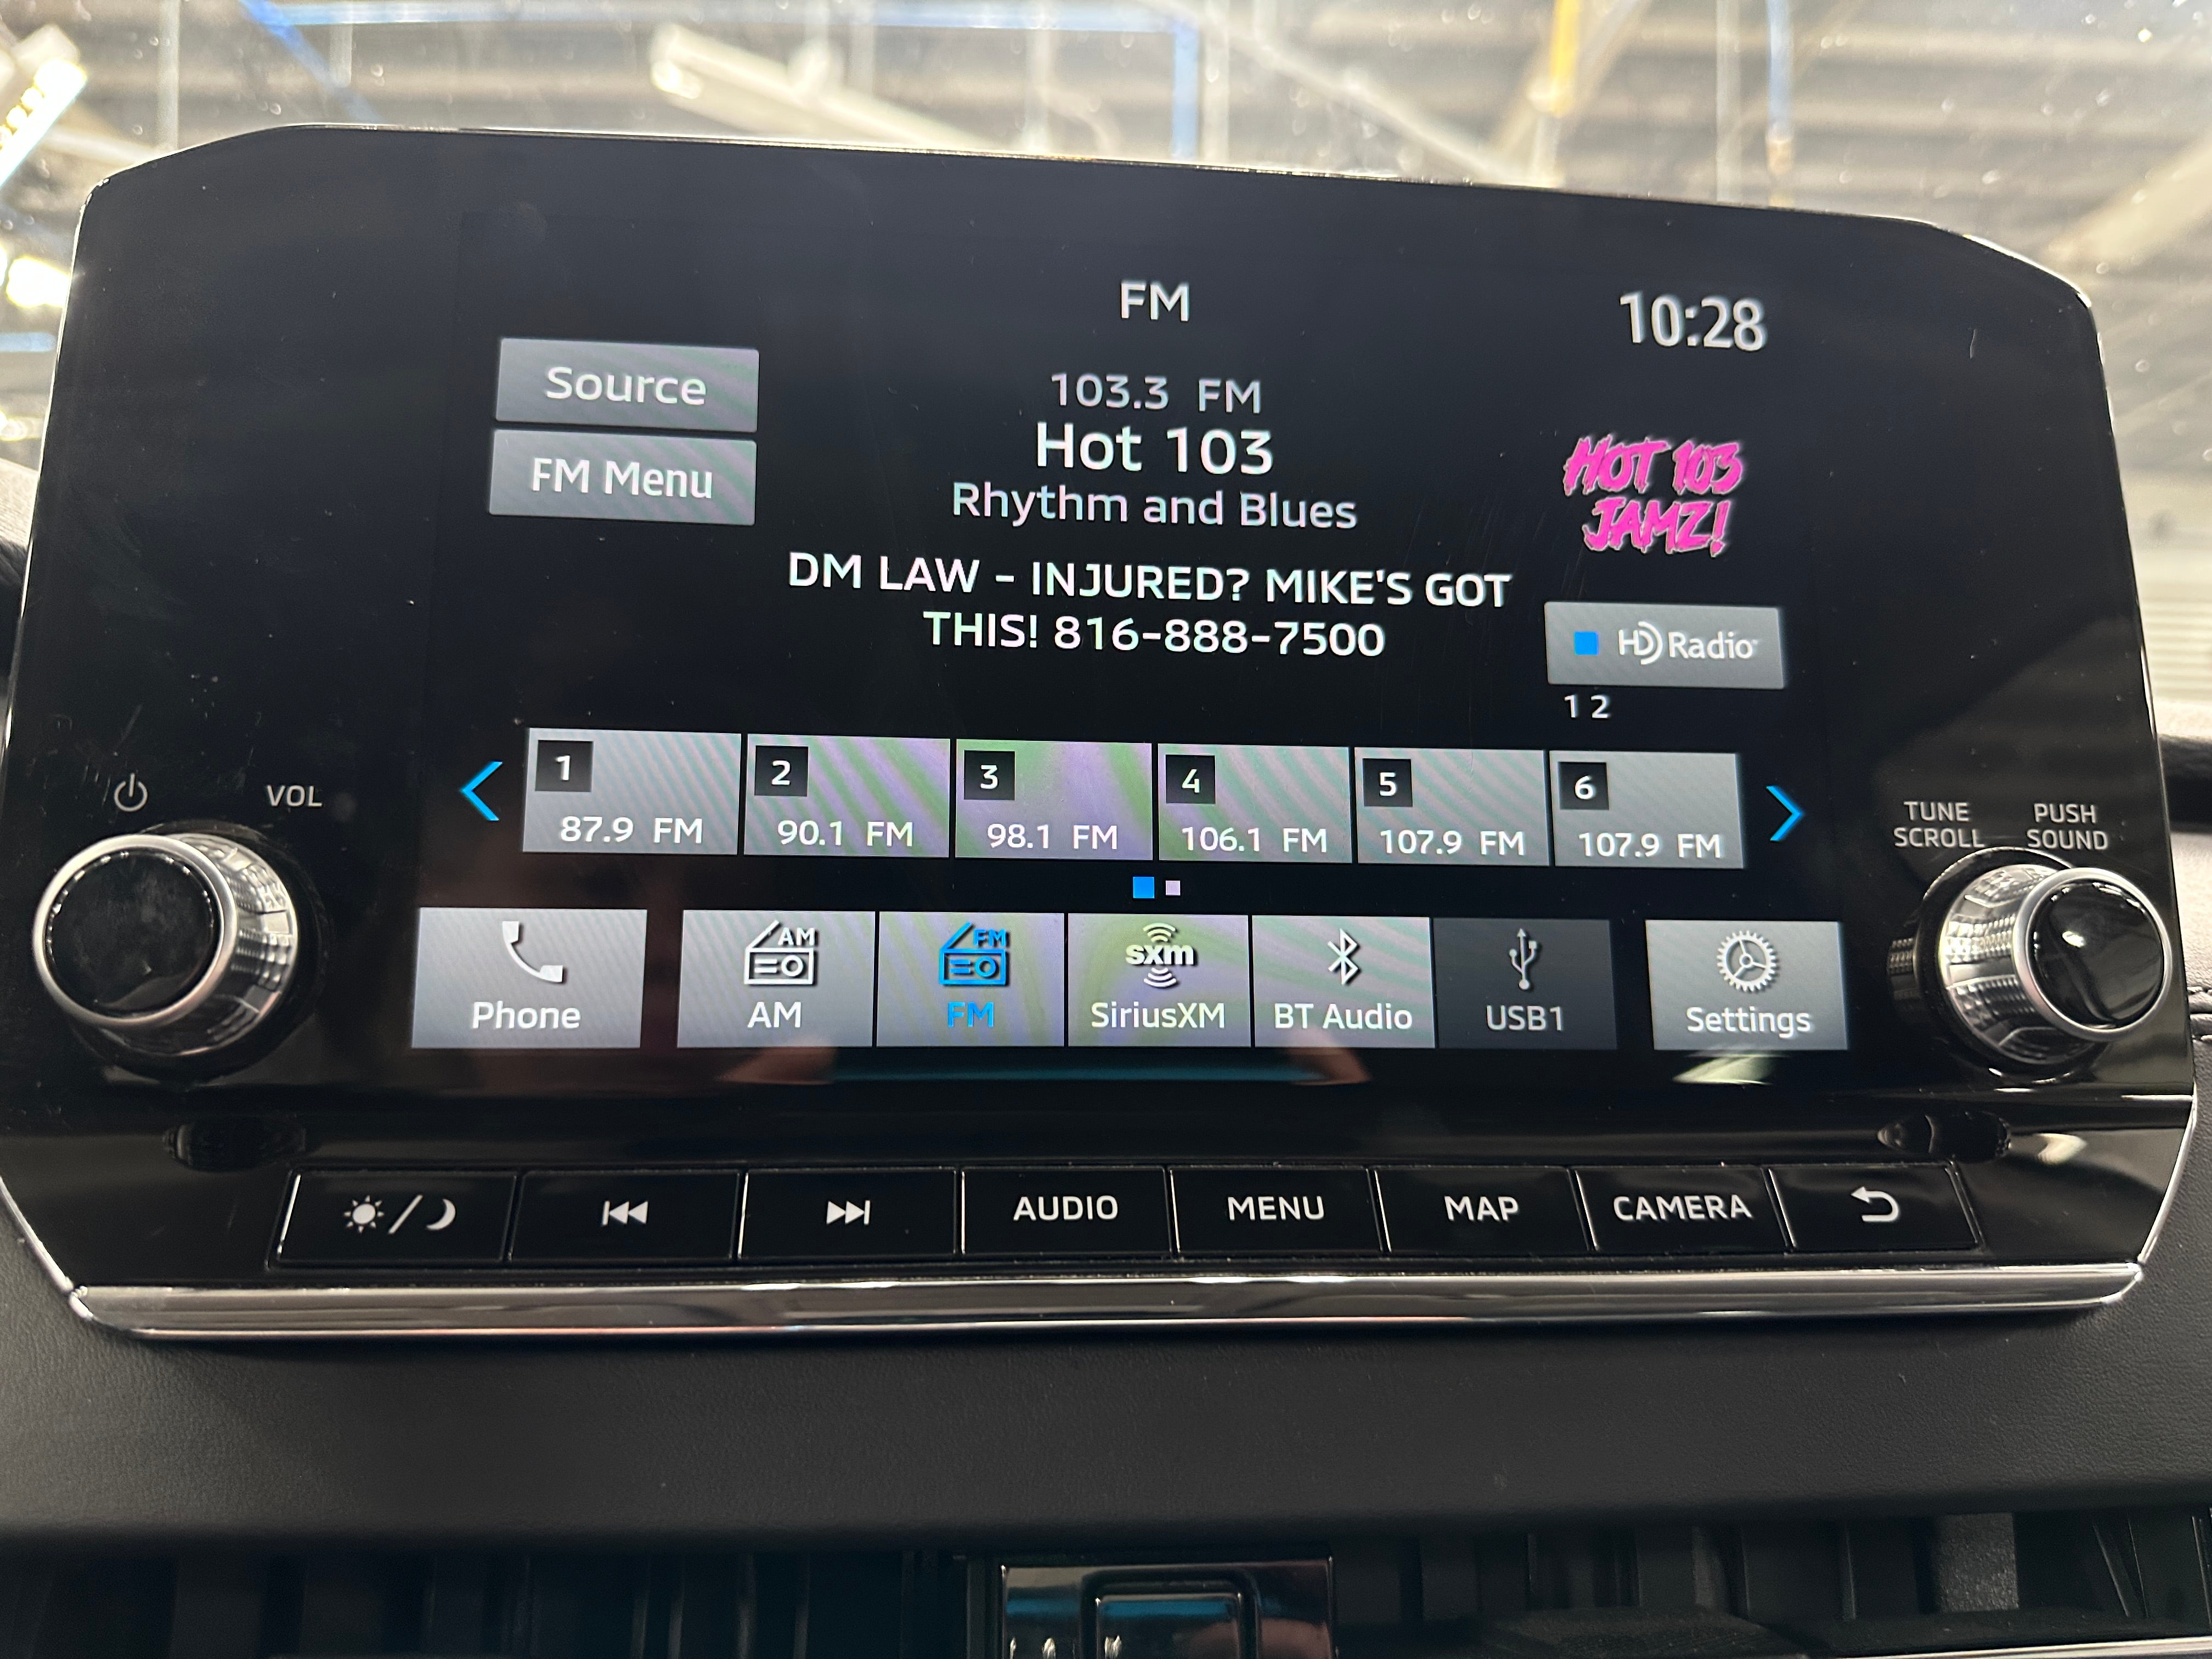 FM
10:28
Source
103.3 FM
Hot 103
FM Menu
Rhythm and Blues
HOT 103
JAMZ!
DM LAW - INJURED? MIKE'S GOT
THIS! 816-888-7500
HD Radio
1 2
VOL
1
87.9 FM
2
90.1 FM
3
98.1 FM
4
106.1 FM
5
107.9 FM
6
107.9 FM
TUNE
SCROLL
PUSH
SOUND
Phone
AM
AM
FM
FM
sxm
SiriusXM
BT Audio
USB1
Settings
AUDIO
MENU
MAP
CAMERA